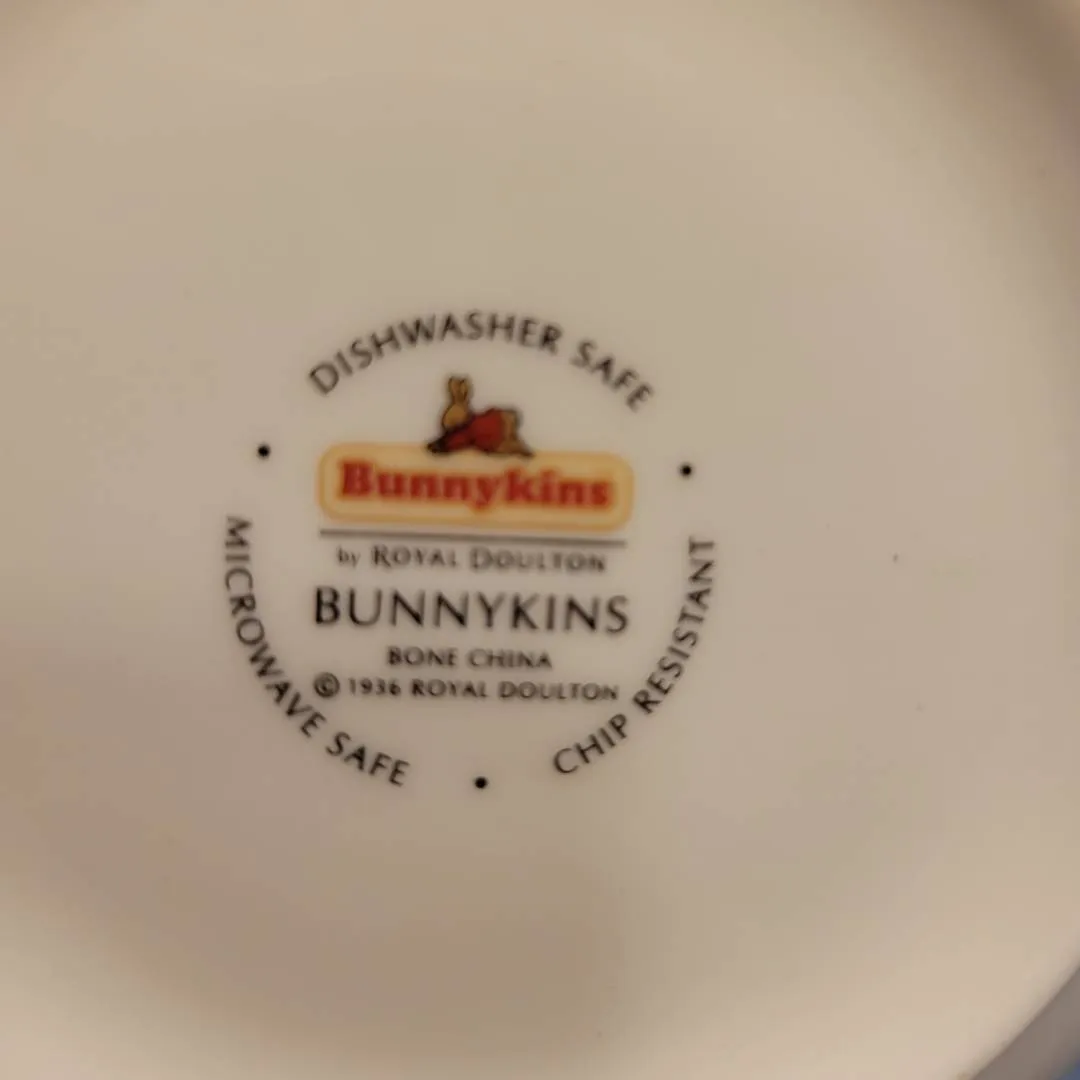 DISHWASHER SAFE
Bunnykins
by ROYAL DOULTON
BUNNYKINS
BONE CHINA
© 1936 ROYAL DOULTON
MICROWAVE SAFE
CHIP RESISTANT